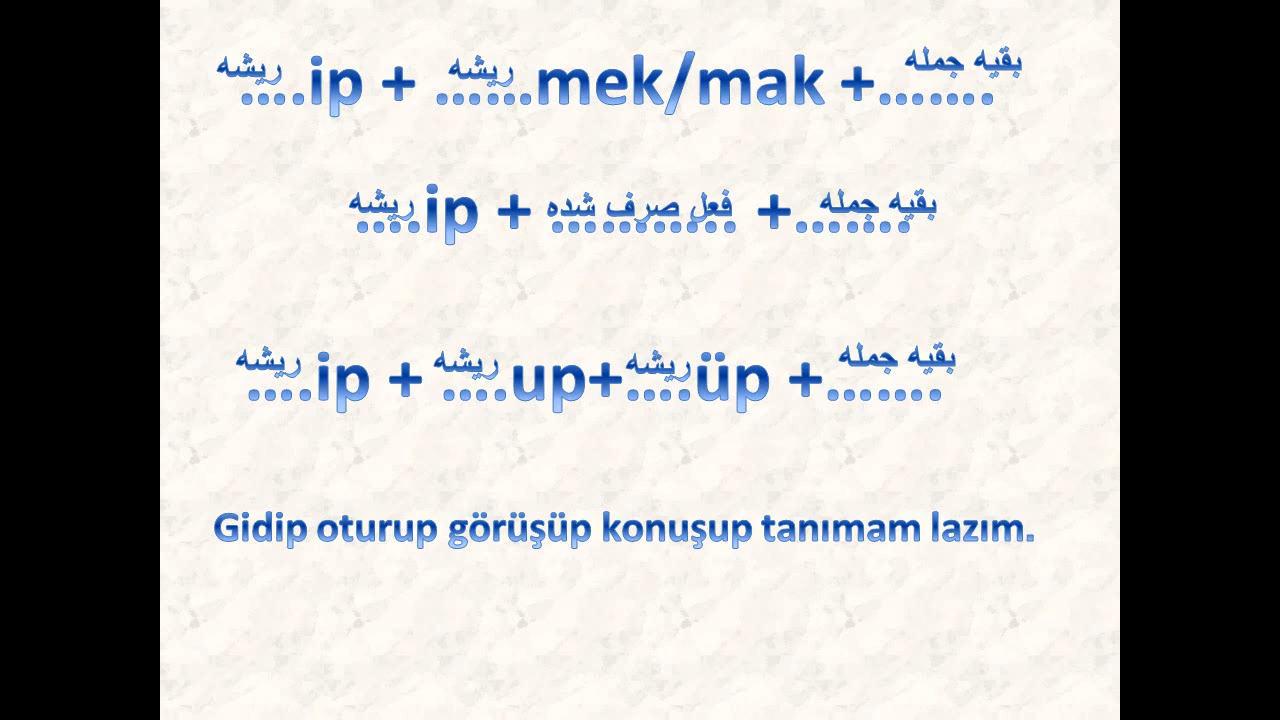 ریشه....ip + ریشه......mek/mak + بقیه جمله.......
ریشه....ip + فعل صرف شده........... + بقیه جمله.......
ریشه....ip + ریشه....up+ریشه....üp + بقیه جمله.......
Gidip oturup görüşüp konuşup tanımam lazım.